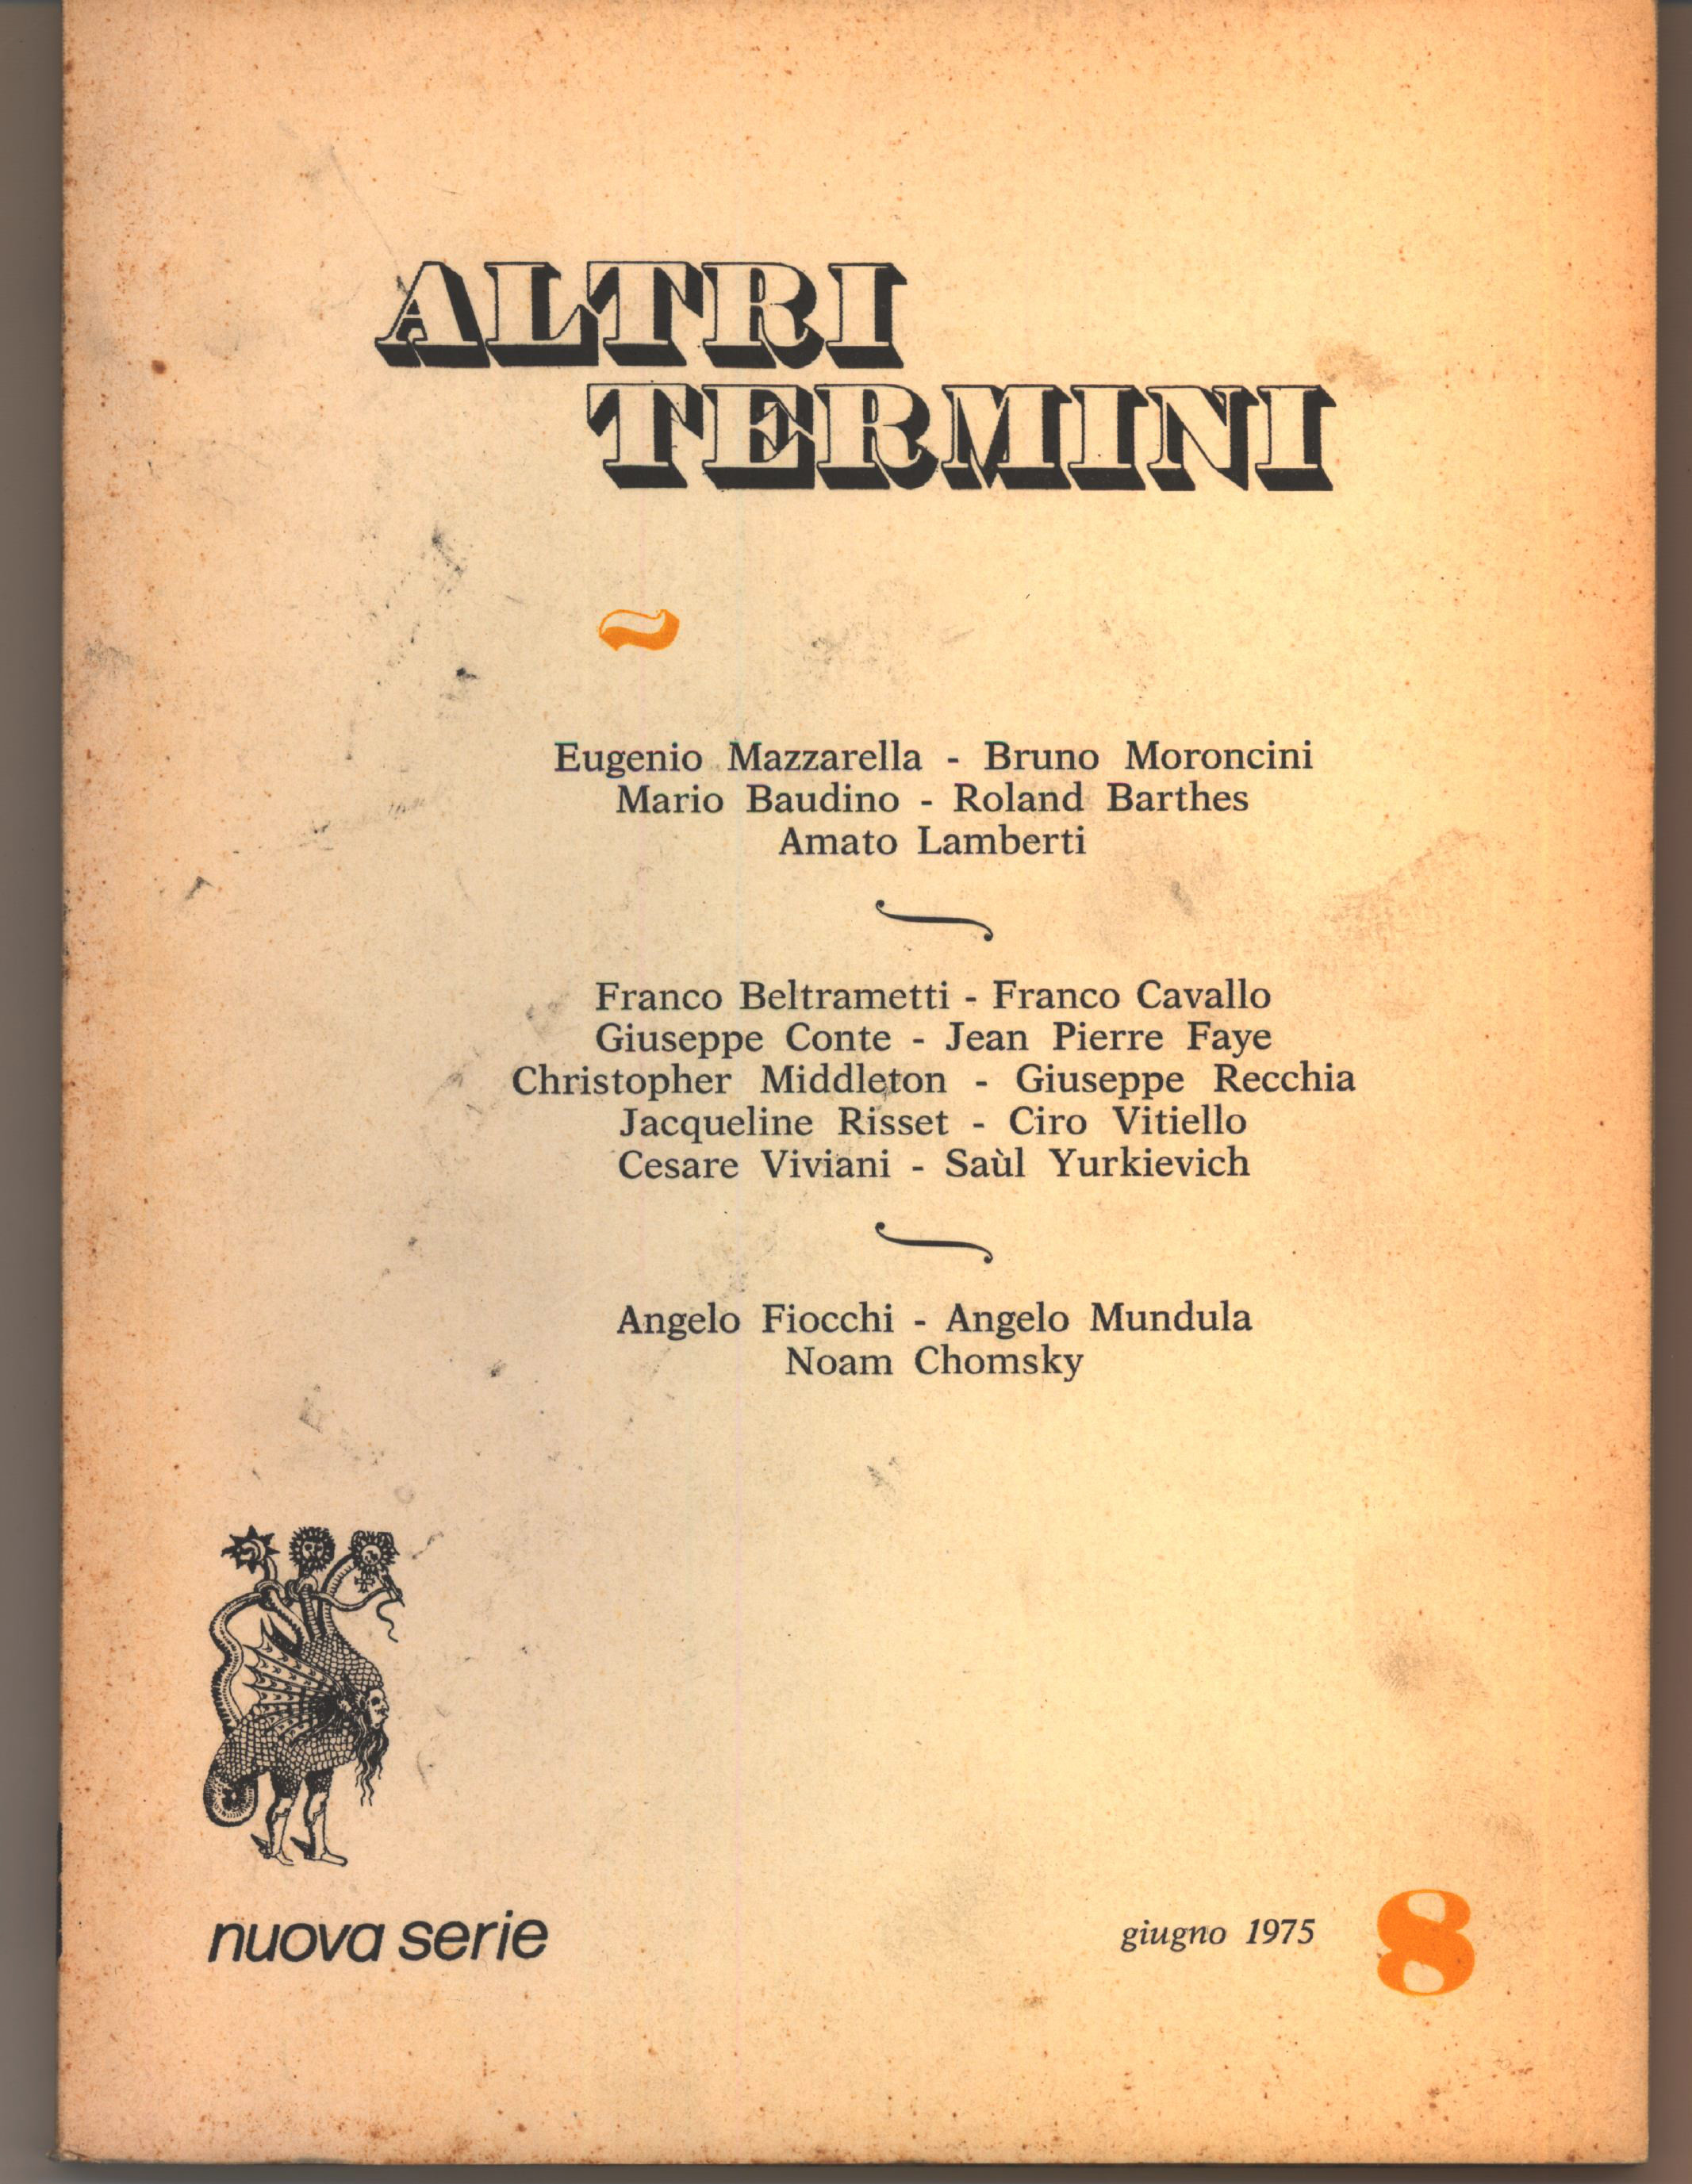 ALTRI
TERMINI
Eugenio Mazzarella - Bruno Moroncini
Mario Baudino - Roland Barthes
Amato Lamberti
Franco Beltrametti - Franco Cavallo
Giuseppe Conte - Jean Pierre Faye
Christopher Middleton - Giuseppe Recchia
Jacqueline Risset - Ciro Vitiello
Cesare Viviani - Saùl Yurkievich
Angelo Fiocchi - Angelo Mundula
Noam Chomsky
nuova serie
giugno 1975 8